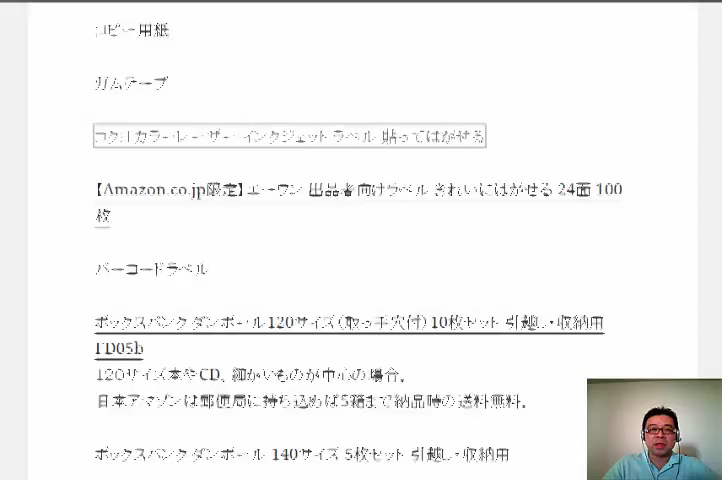 コピー用紙
ガムテープ
コクヨ カラーレーザー インクジェット ラベル 貼ってはがせる
【Amazon.co.jp限定】エーワン 出品者向けラベル きれいにはがせる 24面 100
枚
バーコードラベル
ボックスバンク ダンボール 120サイズ（取っ手穴付）10枚セット 引越し・収納用
FD05b
120サイズ本やCD、細かいものが中心の場合。
日本アマゾンは郵便局に持ち込めば5箱まで納品時の送料無料。
ボックスバンク ダンボール 140サイズ 5枚セット 引越し・収納用